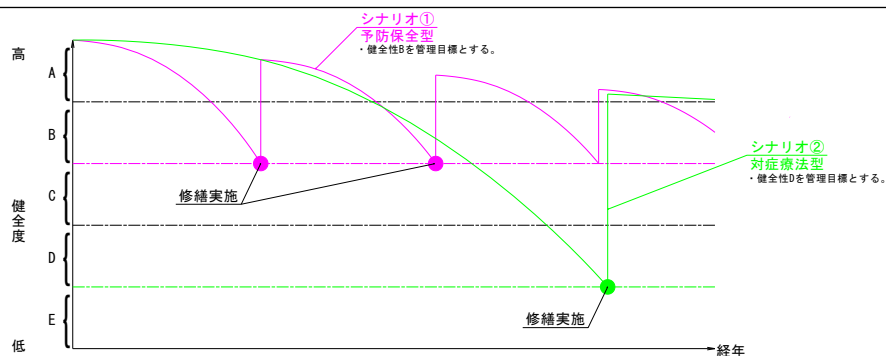 シナリオ①
予防保全型
・健全性Bを管理目標とする。
高
A
B
シナリオ②
対症療法型
・健全性Dを管理目標とする。
修繕実施
C
健全度
D
修繕実施
E
低
経年